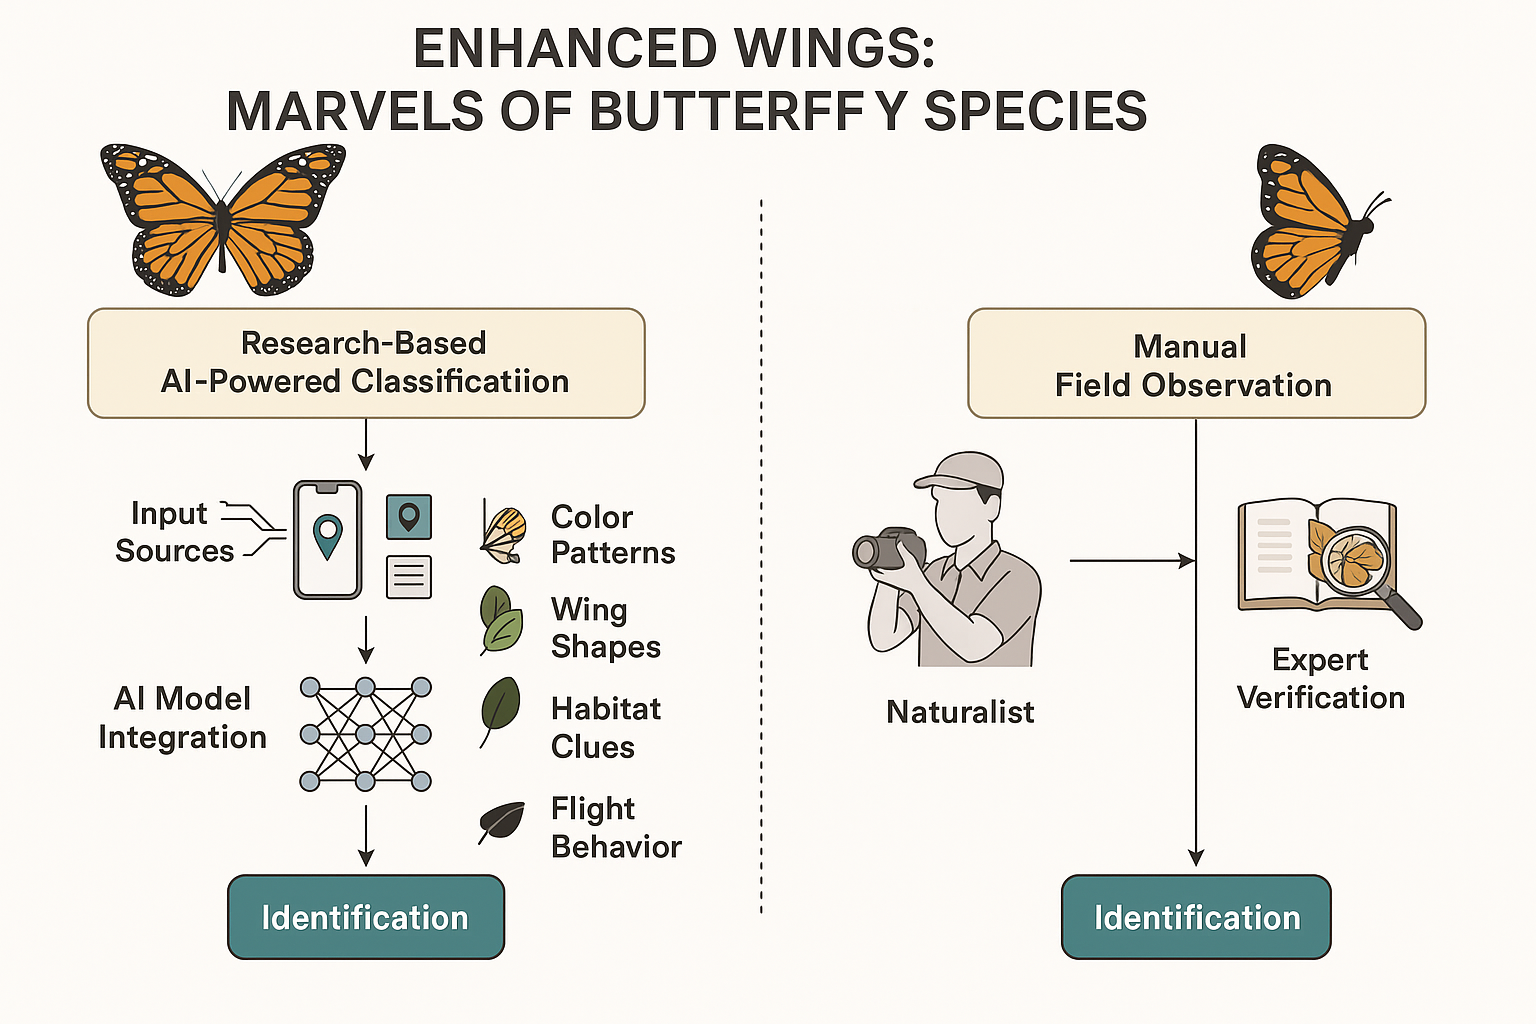 ENHANCED WINGS:
MARVELS OF BUTTERFF Y SPECIES
Research-Based
AI-Powered Classificatiion
Input
Sources
Color
Patterns
Wing
Shapes
AI Model
Integration
Habitat
Clues
Flight
Behavior
Identification
Manual
Field Observation
Naturalist
Expert
Verification
Identification